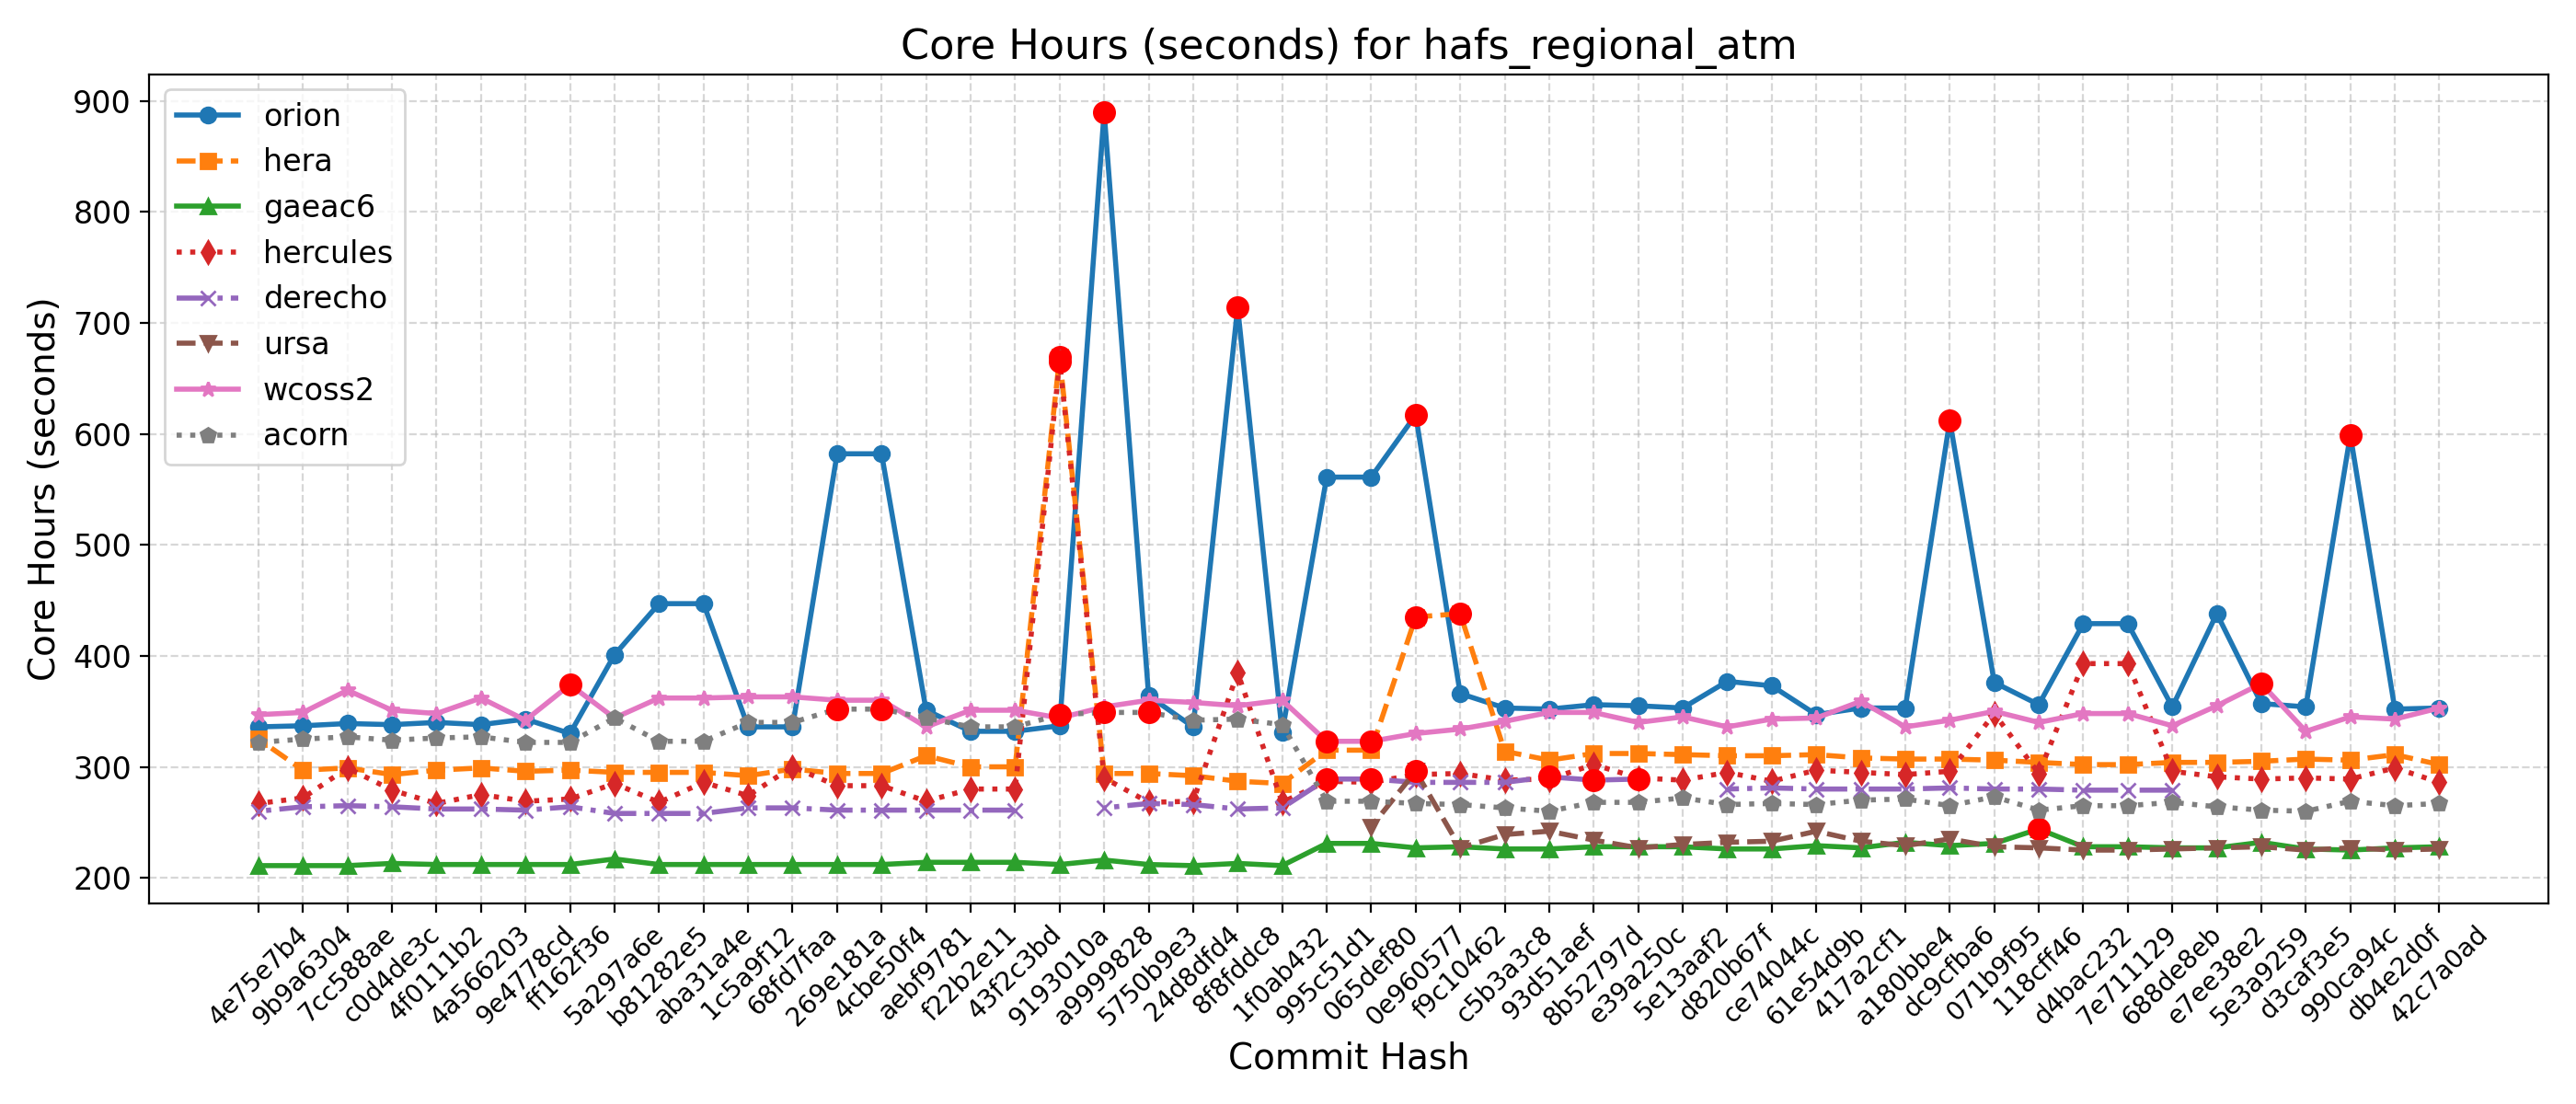 Core Hours (seconds) for hafs_regional_atm
Core Hours (seconds)
900
800
700
600
500
400
300
200
orion
hera
gaeac6
hercules
derecho
ursa
wcoss2
acorn
4e75e7b4
9b9a6304
7cc588ae
c0d4de3c
4f0111b2
4a566203
9e4778cd
ff162f36
5a297a6e
b81282e5
aba31a4e
1c5a9f12
68fd7faa
269e181a
4cbe50f4
aebf9781
f22b2e11
43f2c3bd
9193010a
a9999828
5750b9e3
24d8dfd4
8f8fddc8
1f0ab432
995c51d1
065def80
0e960577
f9c10462
c5b3a3c8
93d51aef
8b52797d
e39a250c
5e13aaf2
d820b67f
ce74044c
61e54d9b
417a2cf1
a180bbe4
dc9cfba6
071b9f95
118cff46
d4bac232
7e711129
688de8eb
e7ee38e2
5e3a9259
d3caf3e5
990ca94c
db4e2d0f
42c7a0ad
Commit Hash